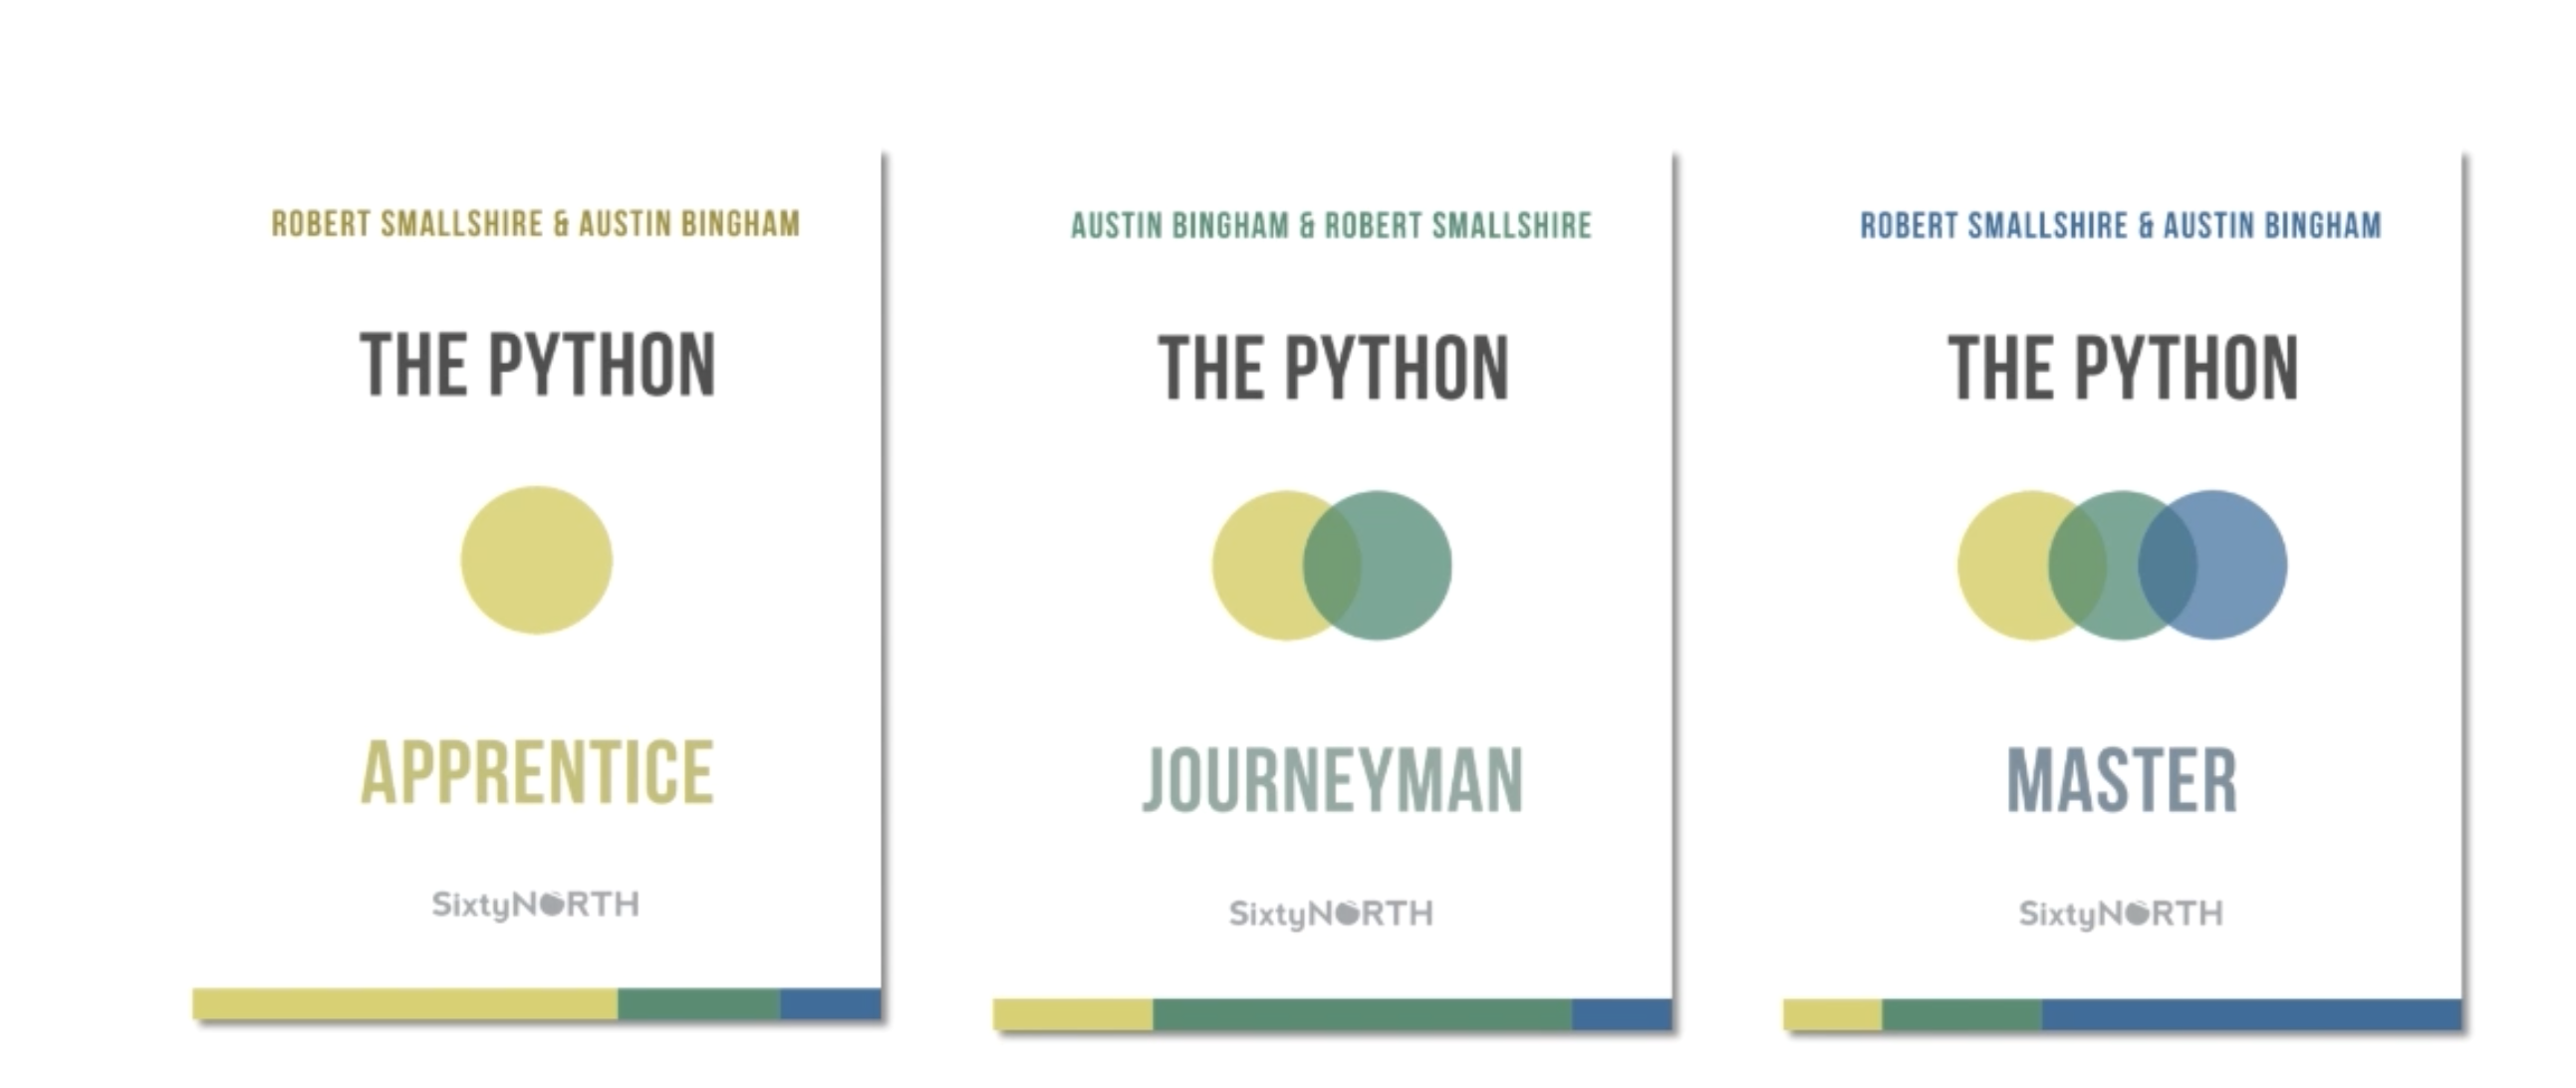 ROBERT SMALLSHIRE & AUSTIN BINGHAM
THE PYTHON
APPRENTICE
SixtyNORTH
AUSTIN BINGHAM & ROBERT SMALLSHIRE
THE PYTHON
JOURNEYMAN
SixtyNORTH
ROBERT SMALLSHIRE & AUSTIN BINGHAM
THE PYTHON
MASTER
SixtyNORTH